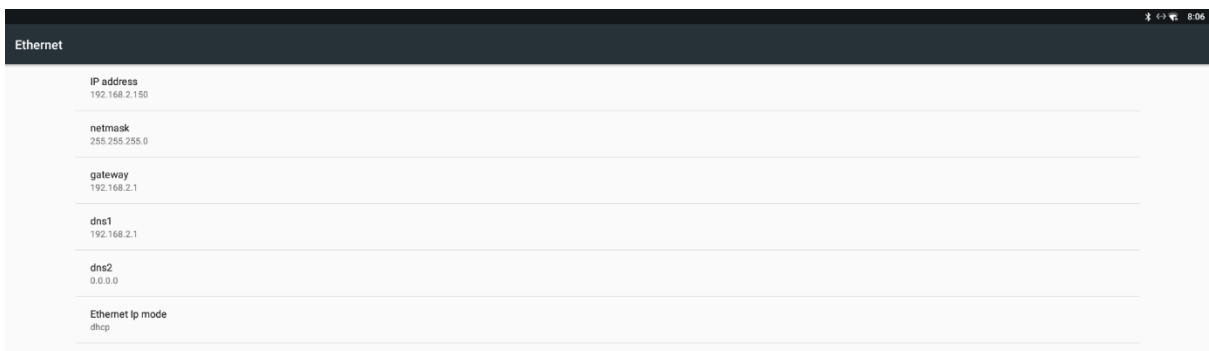 8:06
Ethernet
IP address
192.168.2.150
netmask
255.255.255.0
gateway
192.168.2.1
dns1
192.168.2.1
dns2
0.0.0.0
Ethernet Ip mode
dhcp